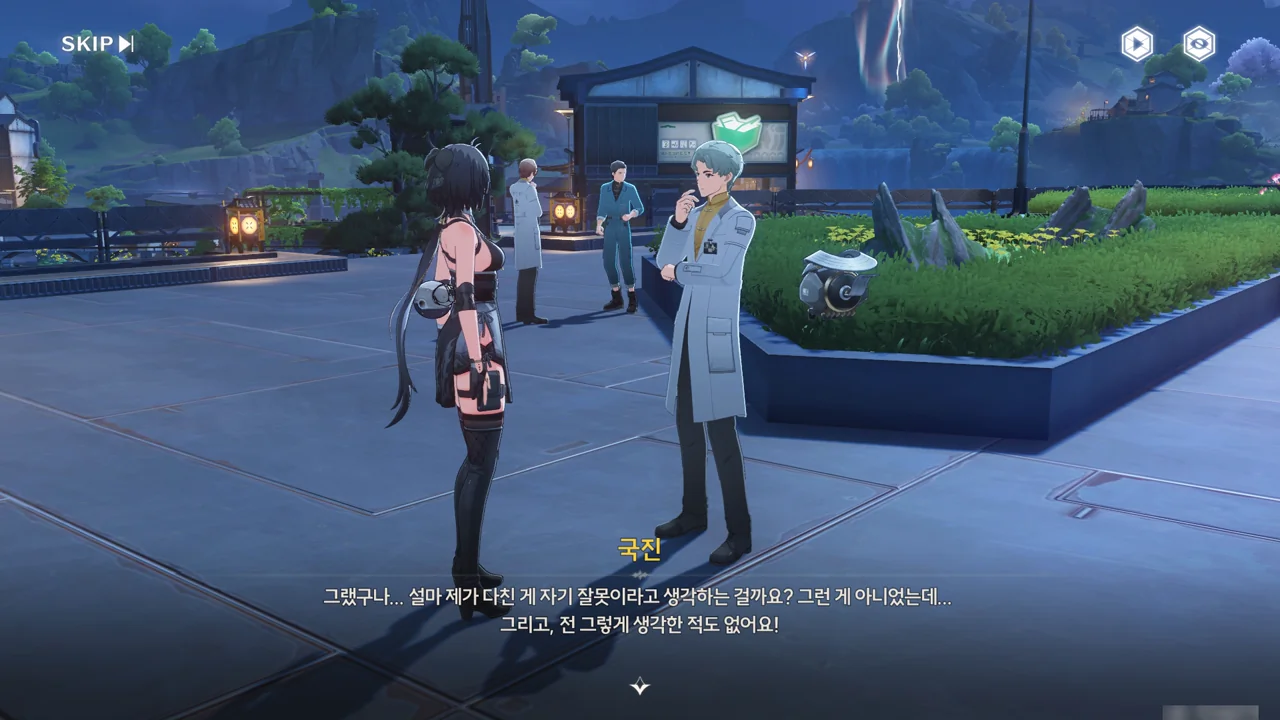 SKIP
국진
그랬구나... 설마 제가 다친 게 자기 잘못이라고 생각하는 걸까요? 그런 게 아니었는데...
그리고, 전 그렇게 생각한 적도 없어요!